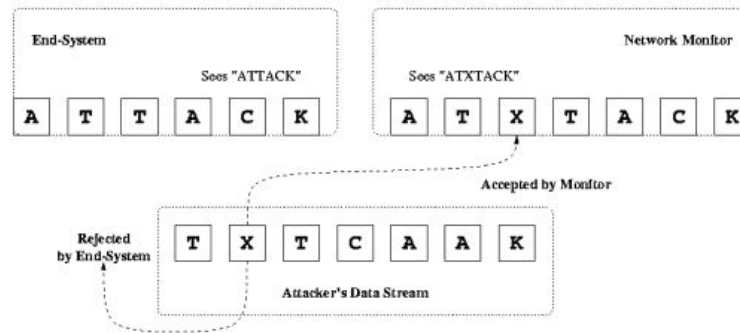 End-System
Network Monitor
Sees "ATTACK"
Sees "ATXTACK"
A T T A C K
A T X T A C K
Accepted by Monitor
Rejected
by End-System
T X T C A A K
Attacker's Data Stream